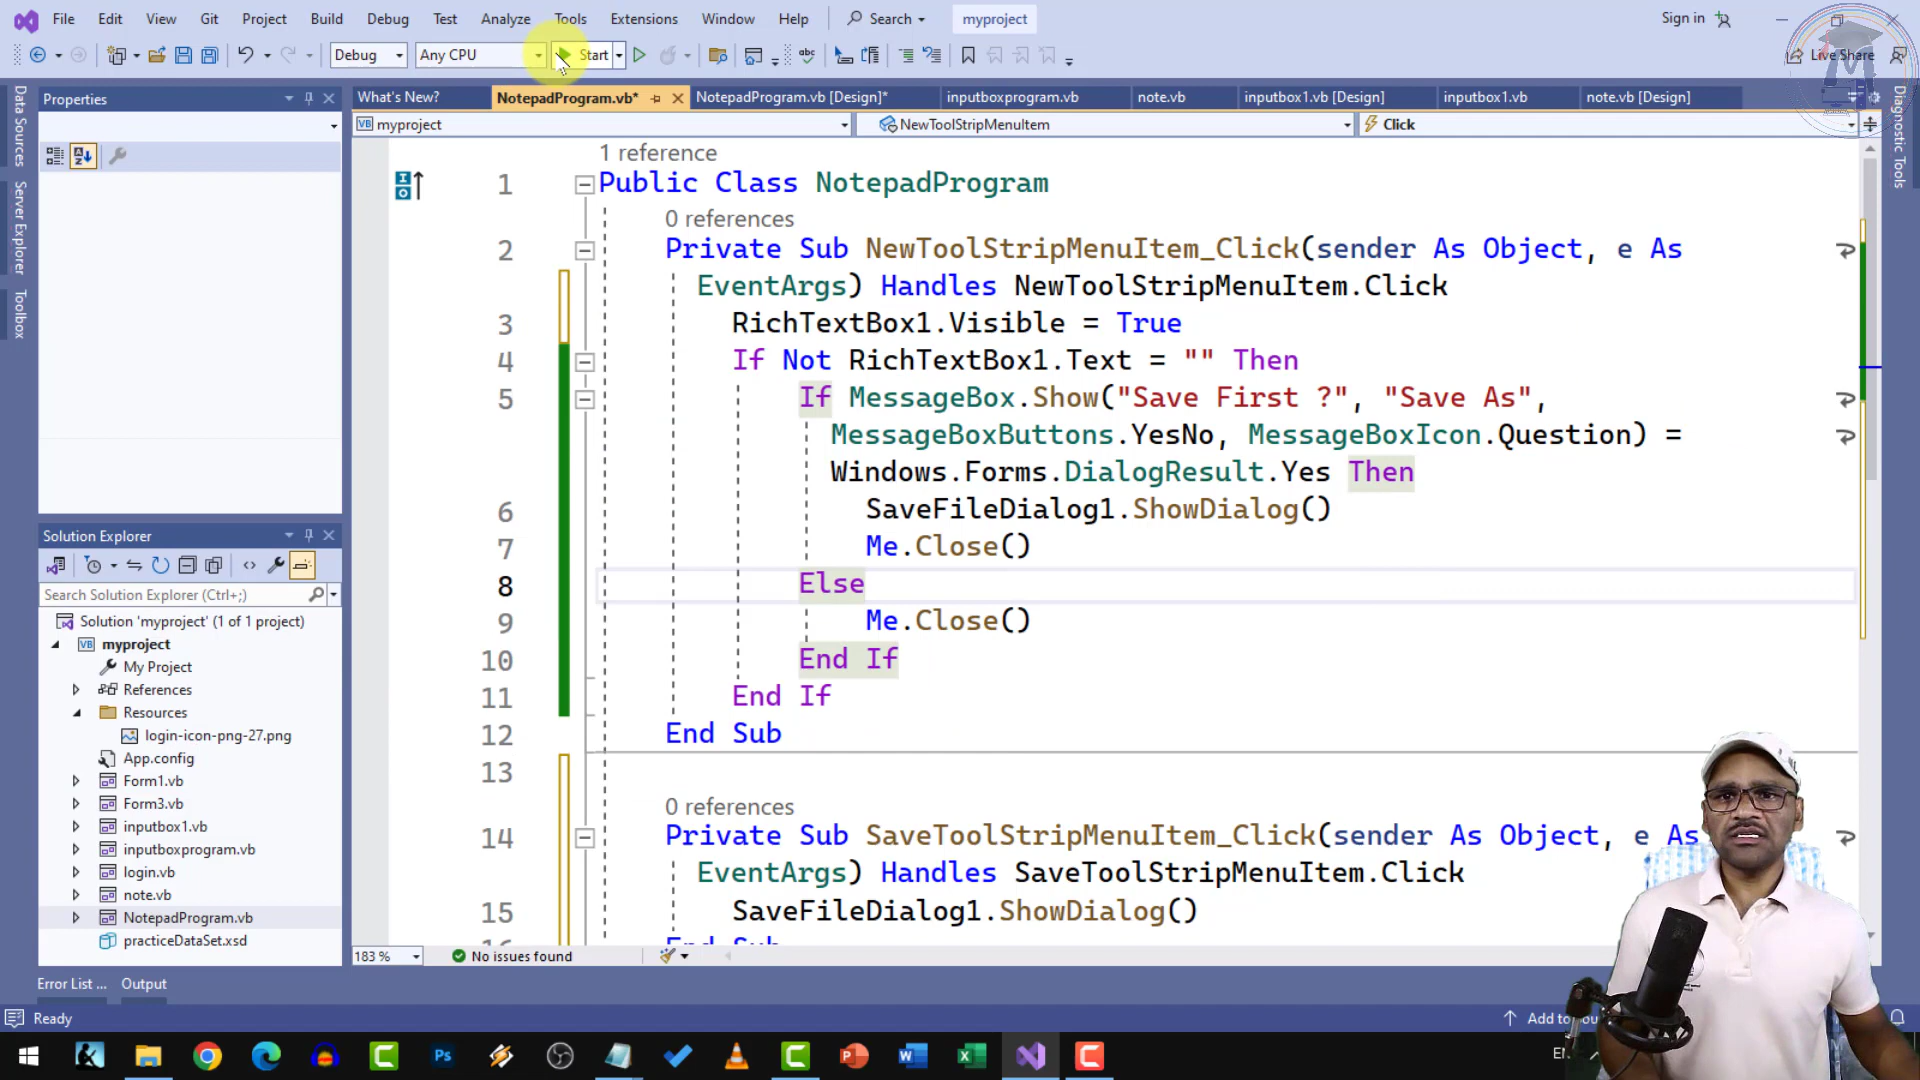 File Edit View Git Project Build Debug Test Analyze Tools Extensions Window Help Search myproject Sign in
Debug Any CPU Start Live Share
Properties
What's New? NotepadProgram.vb* NotepadProgram.vb [Design]* inputboxprogram.vb note.vb inputbox1.vb [Design] inputbox1.vb note.vb [Design]
myproject NewToolStripMenuItem Click
Data Sources
Server Explorer
Toolbox
Diagnostic Tools
1 reference
1 Public Class NotepadProgram
0 references
2 Private Sub NewToolStripMenuItem_Click(sender As Object, e As
EventArgs) Handles NewToolStripMenuItem.Click
3 RichTextBox1.Visible = True
4 If Not RichTextBox1.Text = "" Then
5 If MessageBox.Show("Save First ?", "Save As",
MessageBoxButtons.YesNo, MessageBoxIcon.Question) =
Windows.Forms.DialogResult.Yes Then
6 SaveFileDialog1.ShowDialog()
7 Me.Close()
8 Else
9 Me.Close()
10 End If
11 End If
12 End Sub
13
0 references
14 Private Sub SaveToolStripMenuItem_Click(sender As Object, e As
EventArgs) Handles SaveToolStripMenuItem.Click
15 SaveFileDialog1.ShowDialog()
16 End Sub
Solution Explorer
Search Solution Explorer (Ctrl+;)
Solution 'myproject' (1 of 1 project)
VB myproject
My Project
References
Resources
login-icon-png-27.png
App.config
Form1.vb
Form3.vb
inputbox1.vb
inputboxprogram.vb
login.vb
note.vb
NotepadProgram.vb
practiceDataSet.xsd
183 % No issues found
Error List ... Output
Ready Add to